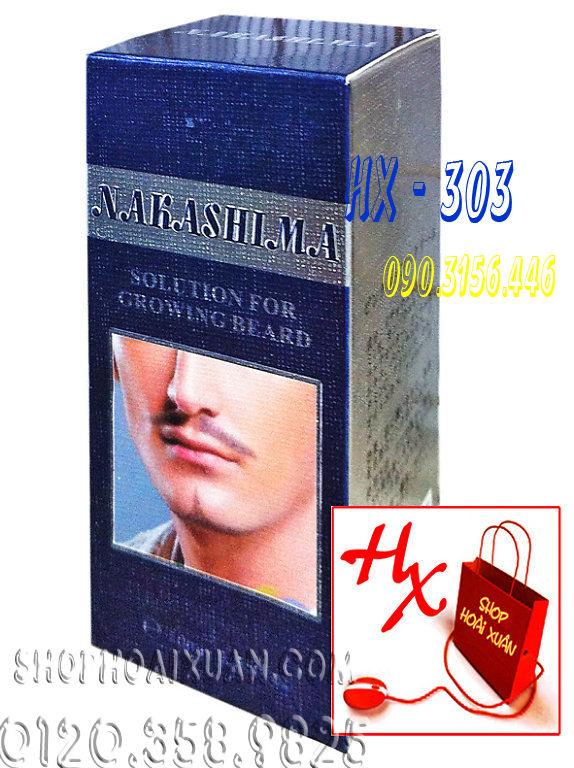 NAKASHIMA
NAKASHIMA
SOLUTION FOR
GROWING BEARD
HX - 303
090.3156.446
HX
SHOP
HOÀI XUÂN
SHOPHOAIXUAN.COM
0120.358.9825